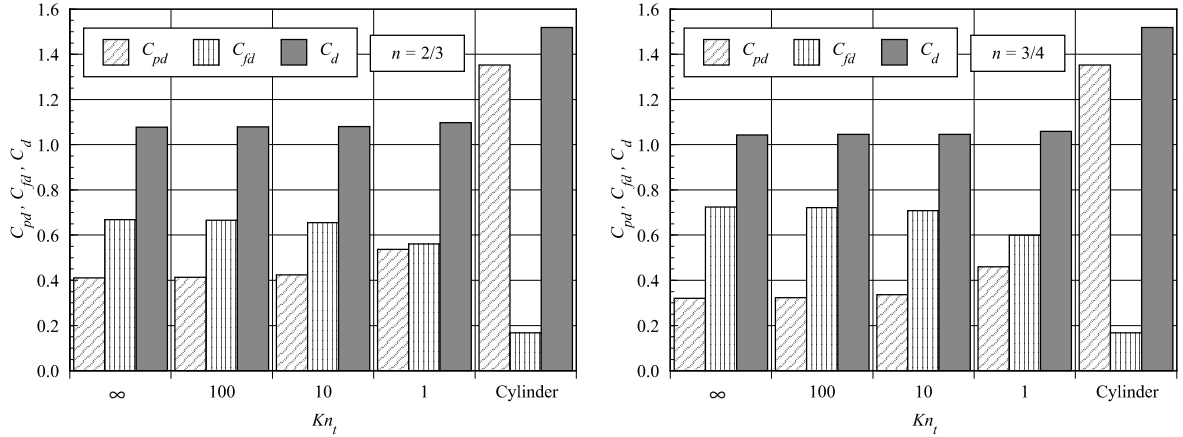 1.6
1.4
1.2
1.0
0.8
0.6
0.4
0.2
0.0
C_pd, C_fd, C_d
C_pd C_fd C_d
n = 2/3
∞ 100 10 1 Cylinder
Kn_t
1.6
1.4
1.2
1.0
0.8
0.6
0.4
0.2
0.0
C_pd, C_fd, C_d
C_pd C_fd C_d
n = 3/4
∞ 100 10 1 Cylinder
Kn_t